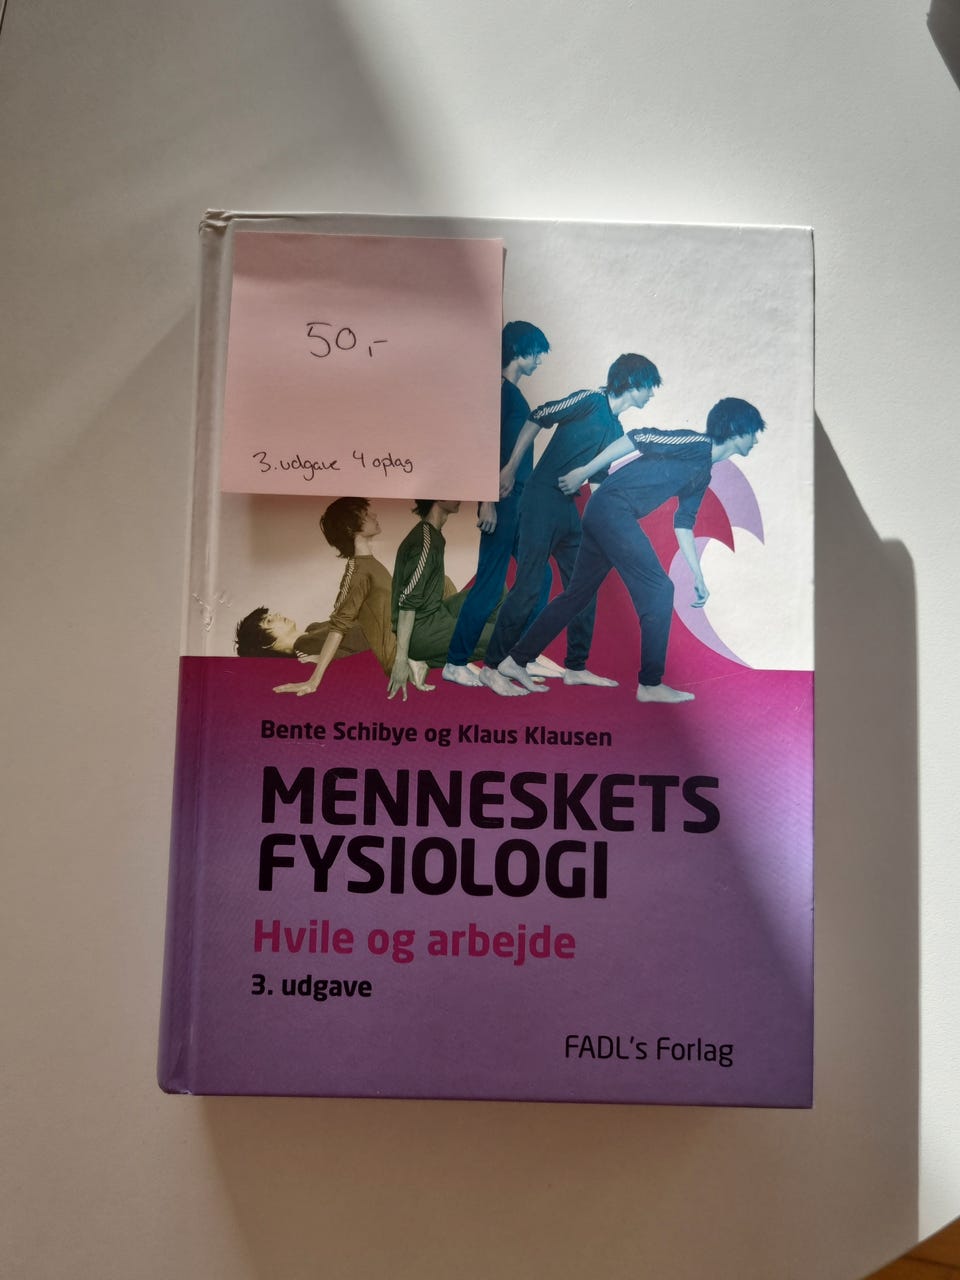 50,-
3. udgave 4 oplag
Bente Schibye og Klaus Klausen
MENNESKETS
FYSIOLOGI
Hvile og arbejde
3. udgave
FADL's Forlag